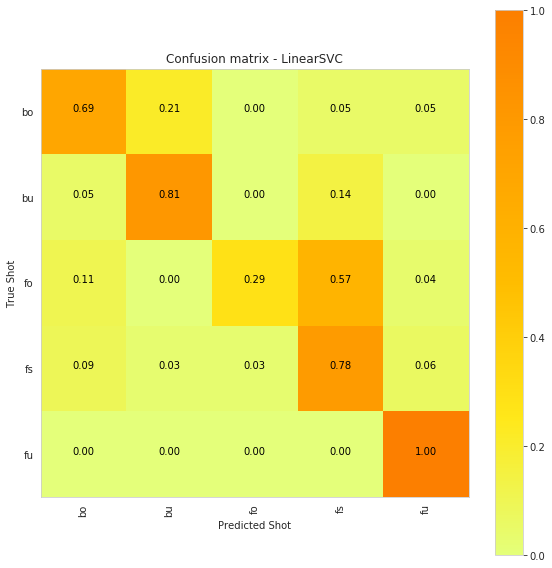 Confusion matrix - LinearSVC
True Shot
bo 0.69 0.21 0.00 0.05 0.05
bu 0.05 0.81 0.00 0.14 0.00
fo 0.11 0.00 0.29 0.57 0.04
fs 0.09 0.03 0.03 0.78 0.06
fu 0.00 0.00 0.00 0.00 1.00
bo bu fo fs fu
Predicted Shot
1.0
0.8
0.6
0.4
0.2
0.0